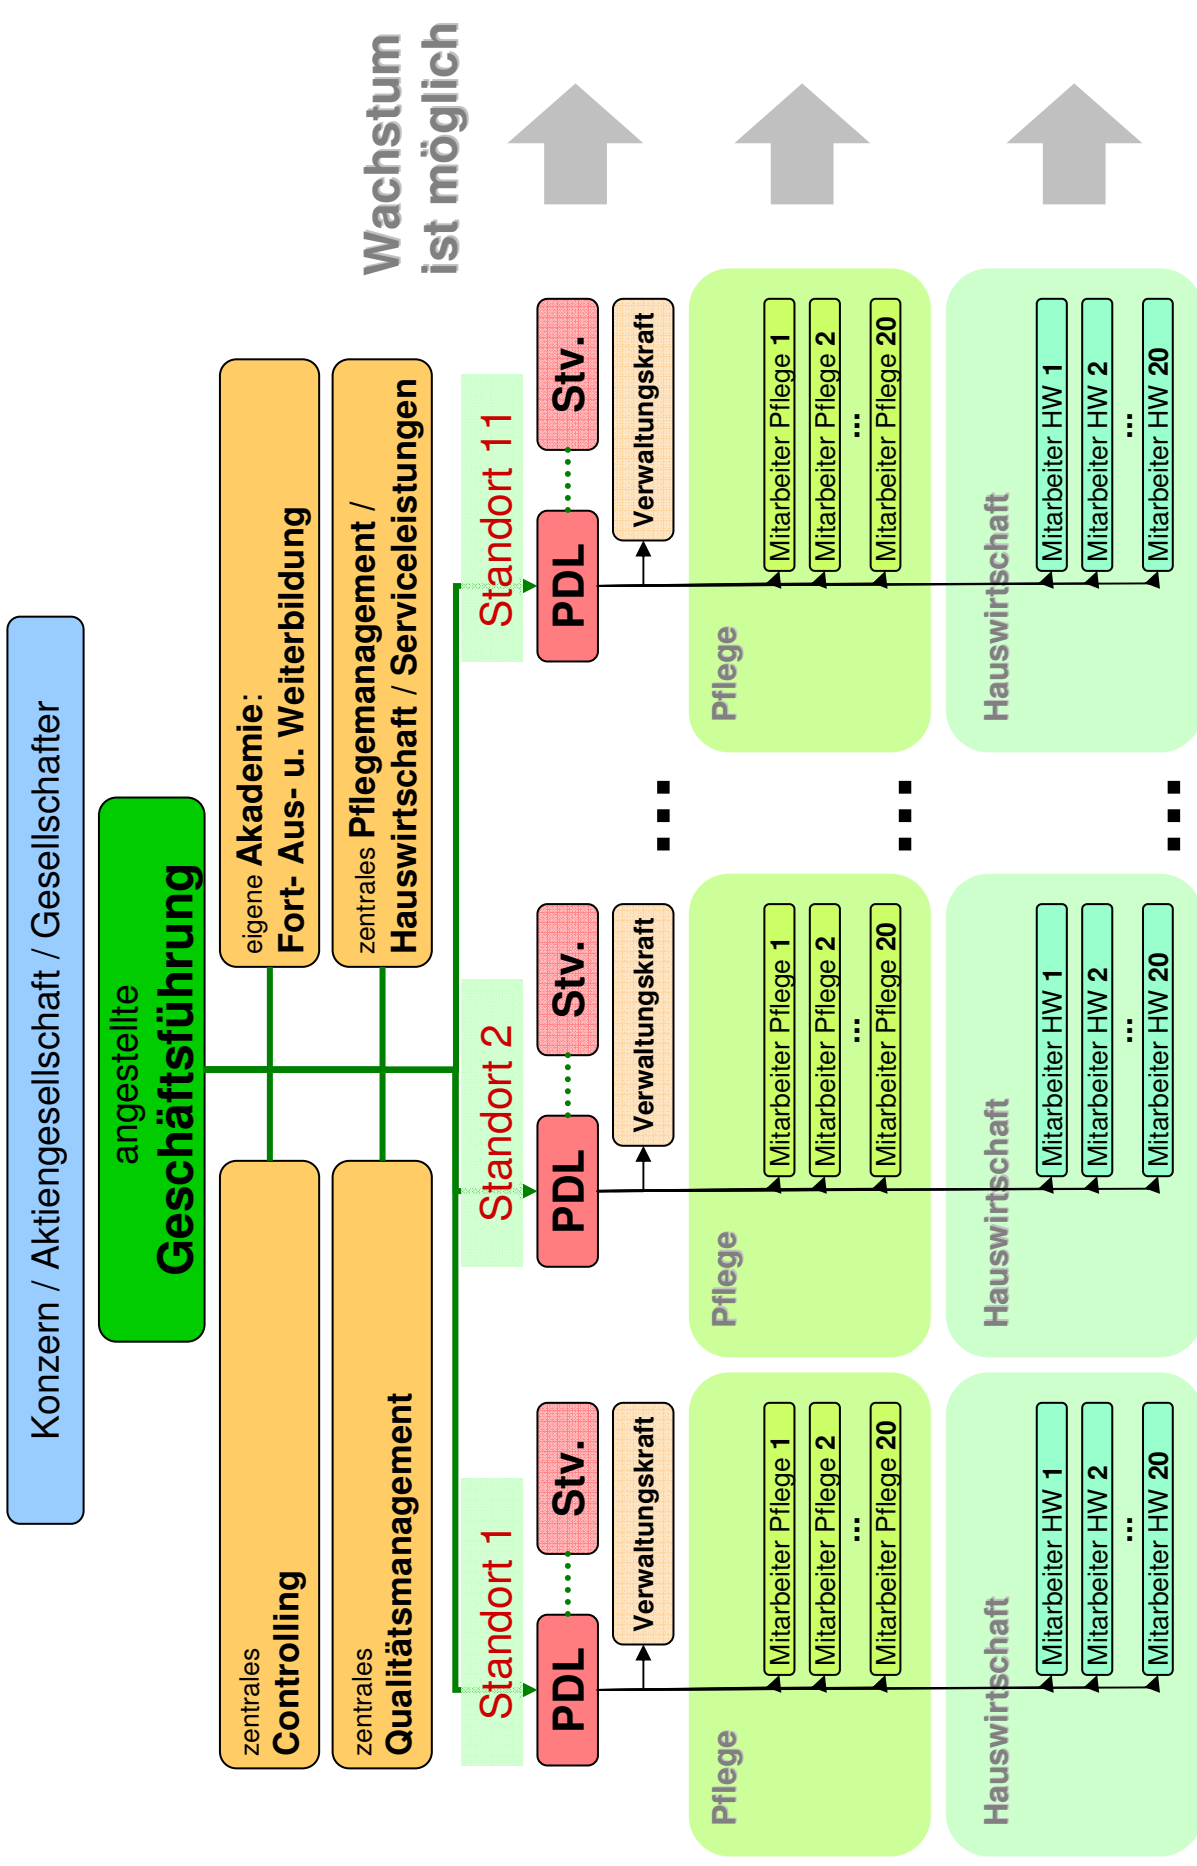 Konzern / Aktiengesellschaft / Gesellschafter
angestellte
Geschäftsführung
zentrales
Controlling
eigene Akademie:
Fort- Aus- u. Weiterbildung
zentrales
Qualitätsmanagement
zentrales Pflegemanagement /
Hauswirtschaft / Serviceleistungen
Wachstum
ist möglich
Standort 1
PDL
Stv.
Verwaltungskraft
Pflege
Mitarbeiter Pflege 1
Mitarbeiter Pflege 2
...
Mitarbeiter Pflege 20
Hauswirtschaft
Mitarbeiter HW 1
Mitarbeiter HW 2
...
Mitarbeiter HW 20
Standort 2
PDL
Stv.
Verwaltungskraft
Pflege
Mitarbeiter Pflege 1
Mitarbeiter Pflege 2
...
Mitarbeiter Pflege 20
Hauswirtschaft
Mitarbeiter HW 1
Mitarbeiter HW 2
...
Mitarbeiter HW 20
...
...
...
Standort 11
PDL
Stv.
Verwaltungskraft
Pflege
Mitarbeiter Pflege 1
Mitarbeiter Pflege 2
...
Mitarbeiter Pflege 20
Hauswirtschaft
Mitarbeiter HW 1
Mitarbeiter HW 2
...
Mitarbeiter HW 20